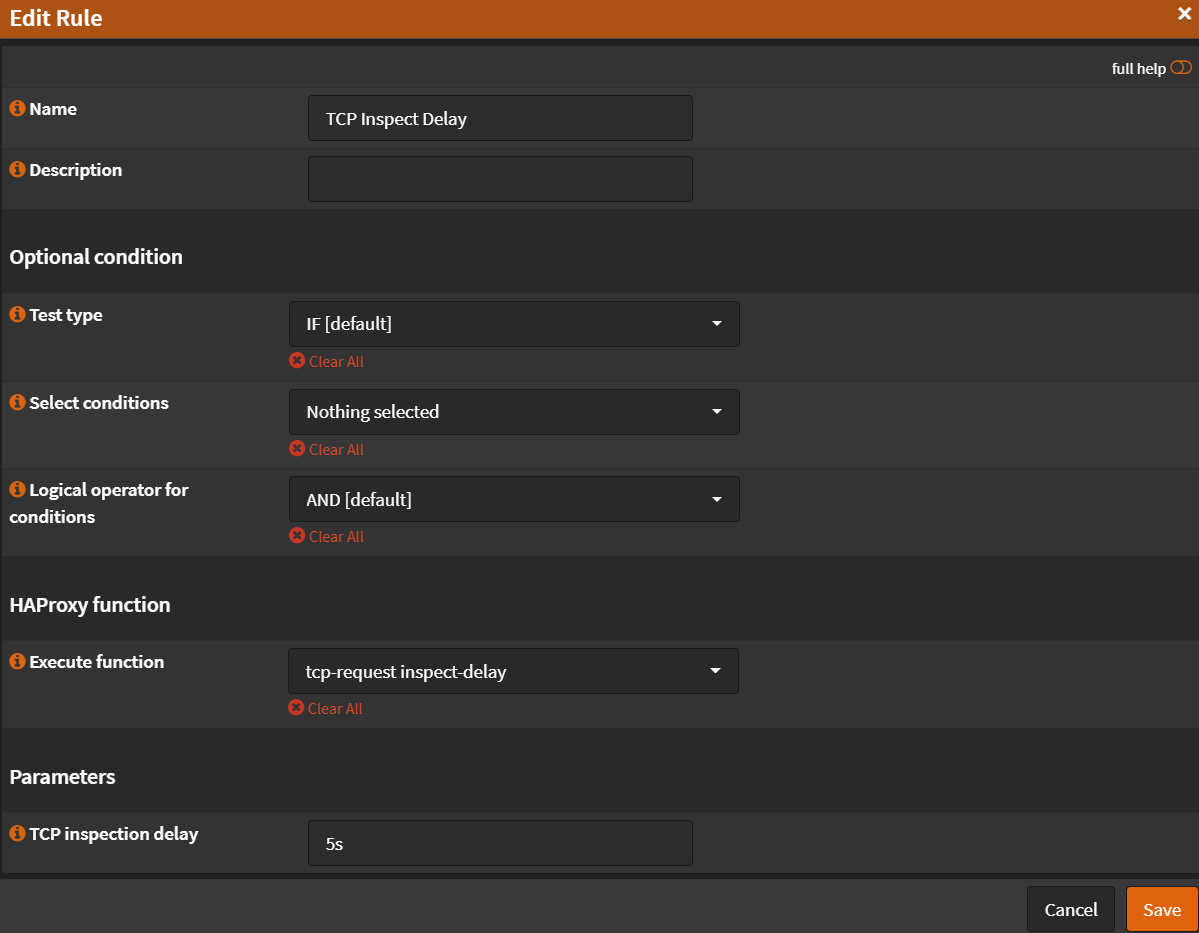 Edit Rule
full help
Name
TCP Inspect Delay
Description
Optional condition
Test type
IF [default]
Clear All
Select conditions
Nothing selected
Clear All
Logical operator for
conditions
AND [default]
Clear All
HAProxy function
Execute function
tcp-request inspect-delay
Clear All
Parameters
TCP inspection delay
5s
Cancel
Save